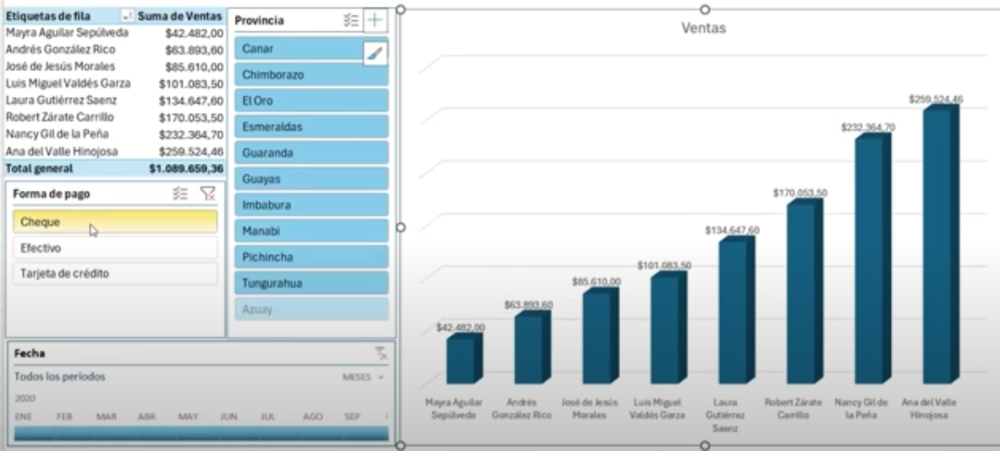 Etiquetas de fila Suma de Ventas
Mayra Aguilar Sepúlveda $42.482,00
Andrés González Rico $63.893,60
José de Jesús Morales $85.610,00
Luis Miguel Valdés Garza $101.083,50
Laura Gutiérrez Saenz $134.647,60
Robert Zárate Carrillo $170.053,50
Nancy Gil de la Peña $232.364,70
Ana del Valle Hinojosa $259.524,46
Total general $1.089.659,36
Forma de pago
Cheque
Efectivo
Tarjeta de crédito
Provincia
Canar
Chimborazo
El Oro
Esmeraldas
Guaranda
Guayas
Imbabura
Manabi
Pichincha
Tungurahua
Azuay
Fecha
Todos los períodos MESES
2020
ENE FEB MAR ABR MAY JUN JUL AGO SEP
Ventas
$42.482,00
$63.893,60
$85.610,00
$101.083,50
$134.647,60
$170.053,50
$232.364,70
$259.524,46
Mayra Aguilar
Sepúlveda
Andrés
González Rico
José de Jesús
Morales
Luis Miguel
Valdés Garza
Laura
Gutiérrez
Saenz
Robert Zárate
Carrillo
Nancy Gil de
la Peña
Ana del Valle
Hinojosa